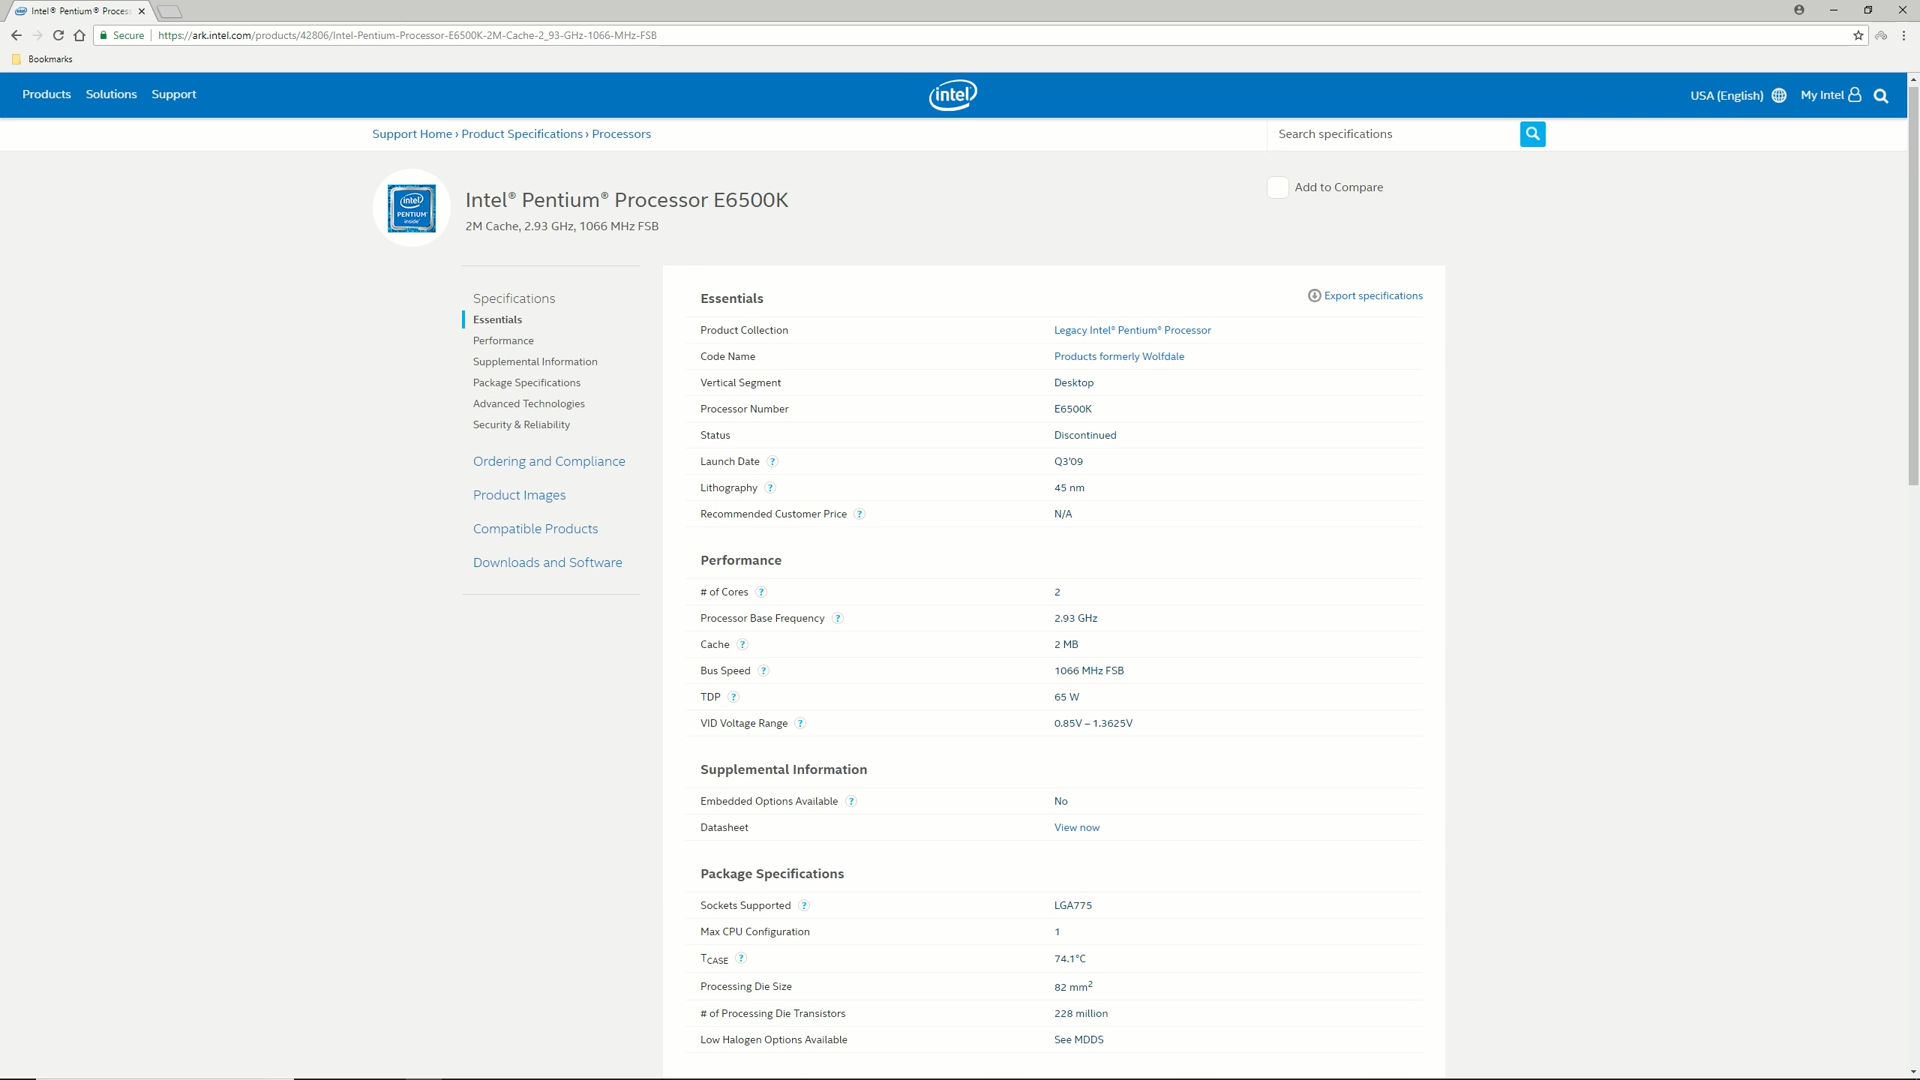 Intel® Pentium® Proces
Secure https://ark.intel.com/products/42806/Intel-Pentium-Processor-E6500K-2M-Cache-2_93-GHz-1066-MHz-FSB
Bookmarks
Products Solutions Support
intel
USA (English) My Intel
Support Home › Product Specifications › Processors
Search specifications
intel
PENTIUM
inside
Intel® Pentium® Processor E6500K
2M Cache, 2.93 GHz, 1066 MHz FSB
Add to Compare
Specifications
Essentials
Performance
Supplemental Information
Package Specifications
Advanced Technologies
Security & Reliability
Ordering and Compliance
Product Images
Compatible Products
Downloads and Software
Essentials
Export specifications
Product Collection Legacy Intel® Pentium® Processor
Code Name Products formerly Wolfdale
Vertical Segment Desktop
Processor Number E6500K
Status Discontinued
Launch Date ? Q3'09
Lithography ? 45 nm
Recommended Customer Price ? N/A
Performance
# of Cores ? 2
Processor Base Frequency ? 2.93 GHz
Cache ? 2 MB
Bus Speed ? 1066 MHz FSB
TDP ? 65 W
VID Voltage Range ? 0.85V – 1.3625V
Supplemental Information
Embedded Options Available ? No
Datasheet View now
Package Specifications
Sockets Supported ? LGA775
Max CPU Configuration 1
TCASE ? 74.1°C
Processing Die Size 82 mm2
# of Processing Die Transistors 228 million
Low Halogen Options Available See MDDS